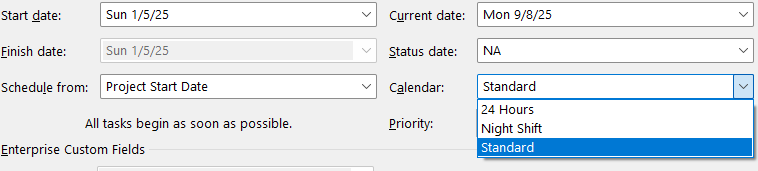 Start date: Sun 1/5/25 Current date: Mon 9/8/25
Finish date: Sun 1/5/25 Status date: NA
Schedule from: Project Start Date Calendar: Standard
24 Hours
All tasks begin as soon as possible. Priority: Night Shift
Standard
Enterprise Custom Fields